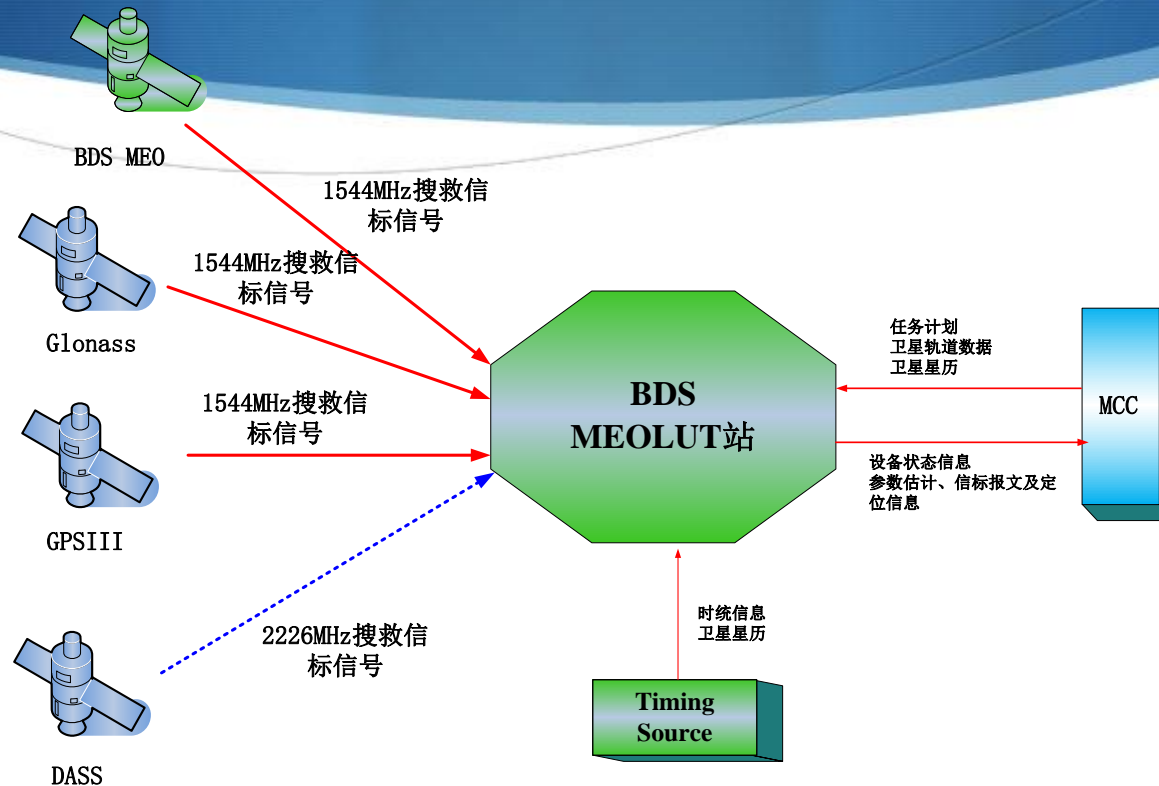 BDS MEO
1544MHz搜救信
标信号
1544MHz搜救信
标信号
Glonass
1544MHz搜救信
标信号
GPSIII
2226MHz搜救信
标信号
DASS
BDS
MEOLUT站
任务计划
卫星轨道数据
卫星星历
MCC
设备状态信息
参数估计、信标报文及定
位信息
时统信息
卫星星历
Timing
Source